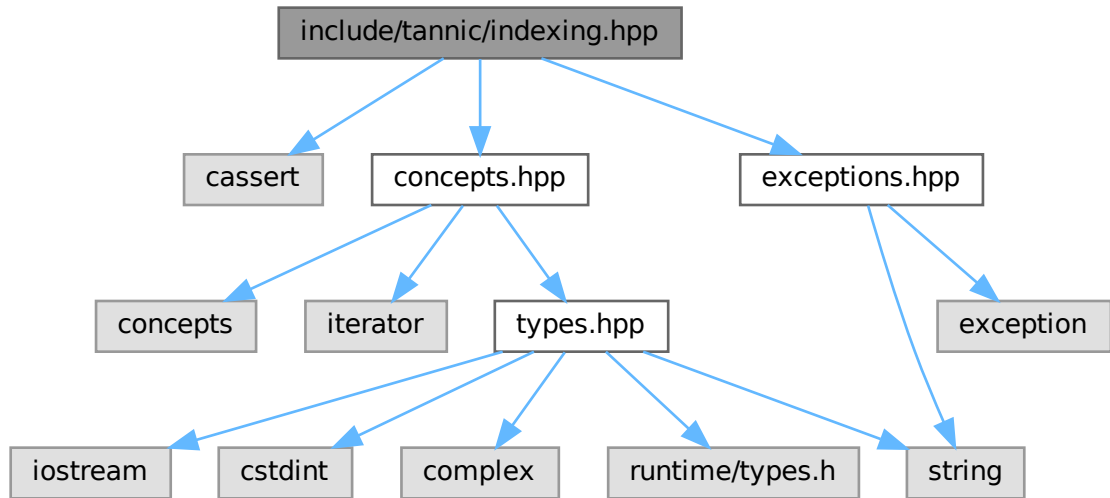 include/tannic/indexing.hpp
cassert
concepts.hpp
exceptions.hpp
concepts
iterator
types.hpp
exception
iostream
cstdint
complex
runtime/types.h
string